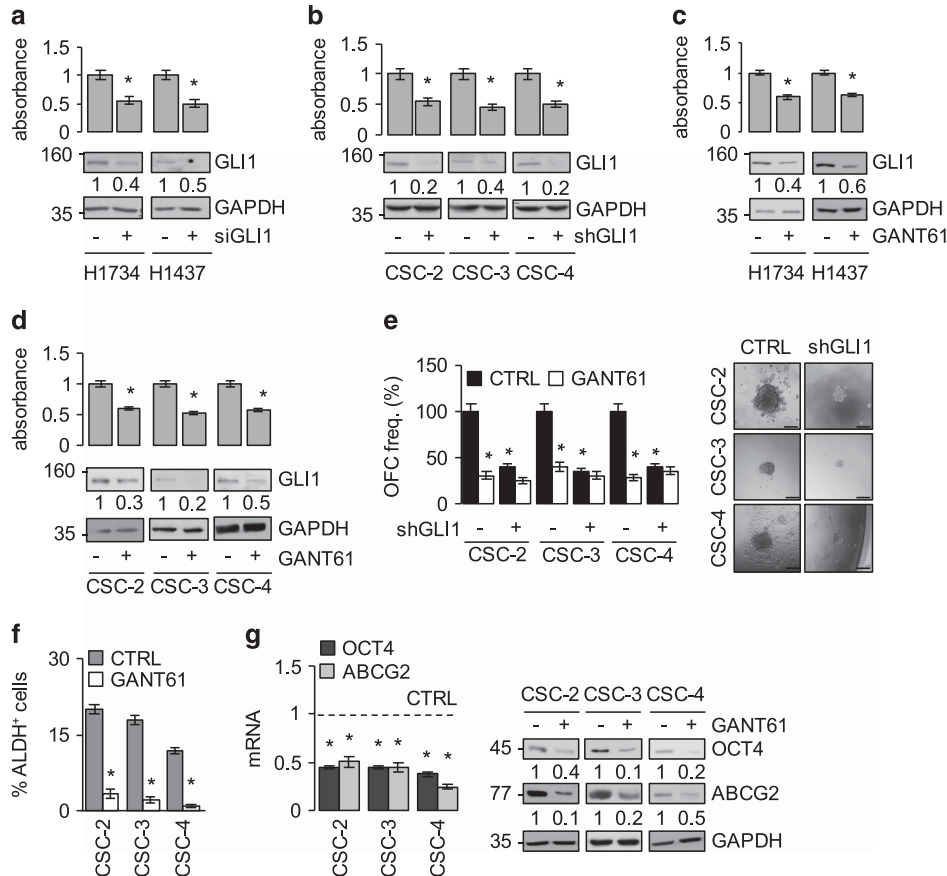 a
absorbance
1.5
1
0.5
0
* *
160
GLI1
1 0.4 1 0.5
35
GAPDH
- + - + siGLI1
H1734 H1437
b
absorbance
1.5
1
0.5
0
* * *
160
GLI1
1 0.2 1 0.4 1 0.2
35
GAPDH
- + - + - + shGLI1
CSC-2 CSC-3 CSC-4
c
absorbance
1.5
1
0.5
0
* *
160
GLI1
1 0.4 1 0.6
35
GAPDH
- + - + GANT61
H1734 H1437
d
absorbance
1.5
1
0.5
0
* * *
160
GLI1
1 0.3 1 0.2 1 0.5
35
GAPDH
- + - + - + GANT61
CSC-2 CSC-3 CSC-4
e
OFC freq. (%)
150
100
50
0
CTRL GANT61
* * * * * *
shGLI1 - + - + - +
CSC-2 CSC-3 CSC-4
CTRL shGLI1
CSC-2
CSC-3
CSC-4
f
% ALDH+ cells
30
15
0
CTRL
GANT61
* * *
CSC-2
CSC-3
CSC-4
g
OCT4
ABCG2
mRNA
1.5
1
0.5
0
CTRL
* * * * * *
CSC-2
CSC-3
CSC-4
CSC-2 CSC-3 CSC-4
- + - + - + GANT61
45
OCT4
1 0.4 1 0.1 1 0.2
77
ABCG2
1 0.1 1 0.2 1 0.5
35
GAPDH